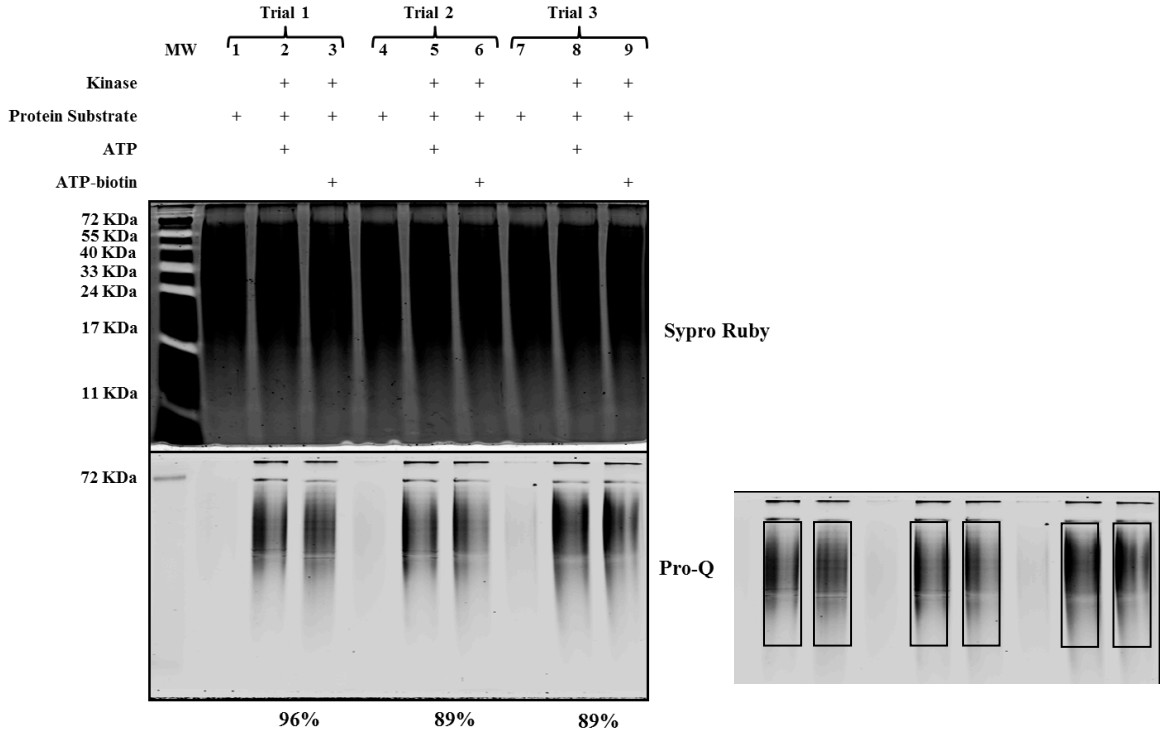 Trial 1 Trial 2 Trial 3
MW 1 2 3 4 5 6 7 8 9
Kinase + + + + + +
Protein Substrate + + + + + + + + +
ATP + + +
ATP-biotin + + +
72 KDa
55 KDa
40 KDa
33 KDa
24 KDa
17 KDa
Sypro Ruby
11 KDa
72 KDa
Pro-Q
96% 89% 89%